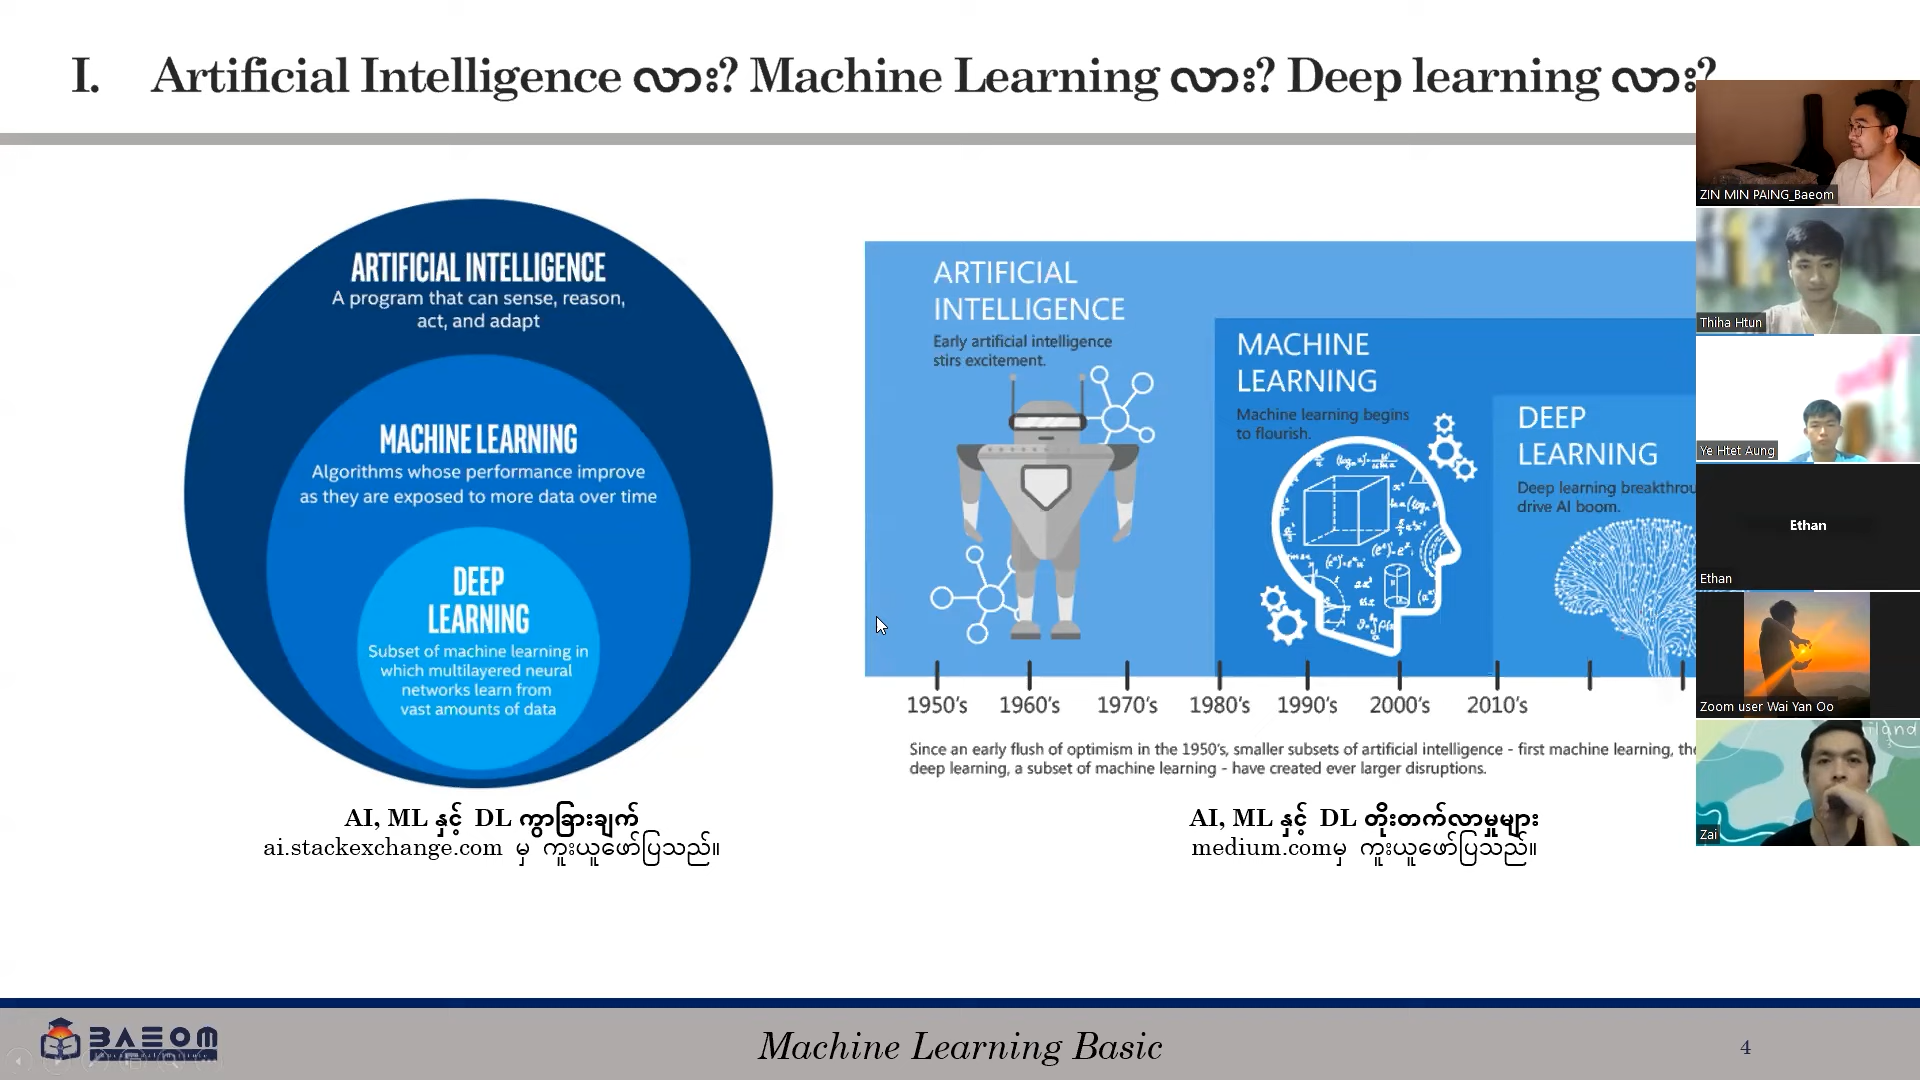 I. Artificial Intelligence လား? Machine Learning လား? Deep learning လား?
ARTIFICIAL INTELLIGENCE
A program that can sense, reason,
act, and adapt
MACHINE LEARNING
Algorithms whose performance improve
as they are exposed to more data over time
DEEP
LEARNING
Subset of machine learning in
which multilayered neural
networks learn from
vast amounts of data
AI, ML နှင့် DL ကွာခြားချက်
ai.stackexchange.com မှ ကူးယူဖော်ပြသည်။
ARTIFICIAL
INTELLIGENCE
Early artificial intelligence
stirs excitement.
MACHINE
LEARNING
Machine learning begins
to flourish.
DEEP
LEARNING
Deep learning breakthrou
drive AI boom.
1950's 1960's 1970's 1980's 1990's 2000's 2010's
Since an early flush of optimism in the 1950's, smaller subsets of artificial intelligence - first machine learning, the
deep learning, a subset of machine learning - have created ever larger disruptions.
AI, ML နှင့် DL တိုးတက်လာမှုများ
medium.comမှ ကူးယူဖော်ပြသည်။
ZIN MIN PAING_Baeom
Thiha Htun
Ye Htet Aung
Ethan
Ethan
Zoom user Wai Yan Oo
Zai
BAEOM
Machine Learning Basic
4